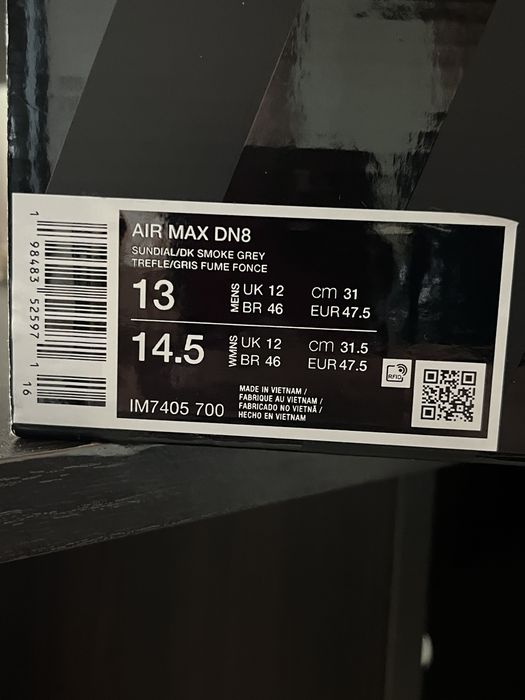 AIR MAX DN8
SUNDIAL/DK SMOKE GREY
TREFLE/GRIS FUME FONCE
13 MENS UK 12 cm 31
BR 46 EUR 47.5
14.5 WMNS UK 12 cm 31.5
BR 46 EUR 47.5
RFID
IM7405 700
MADE IN VIETNAM /
FABRIQUÉ AU VIETNAM /
FABRICADO NO VIETNÃ /
HECHO EN VIETNAM
1 98483 52597 1 16